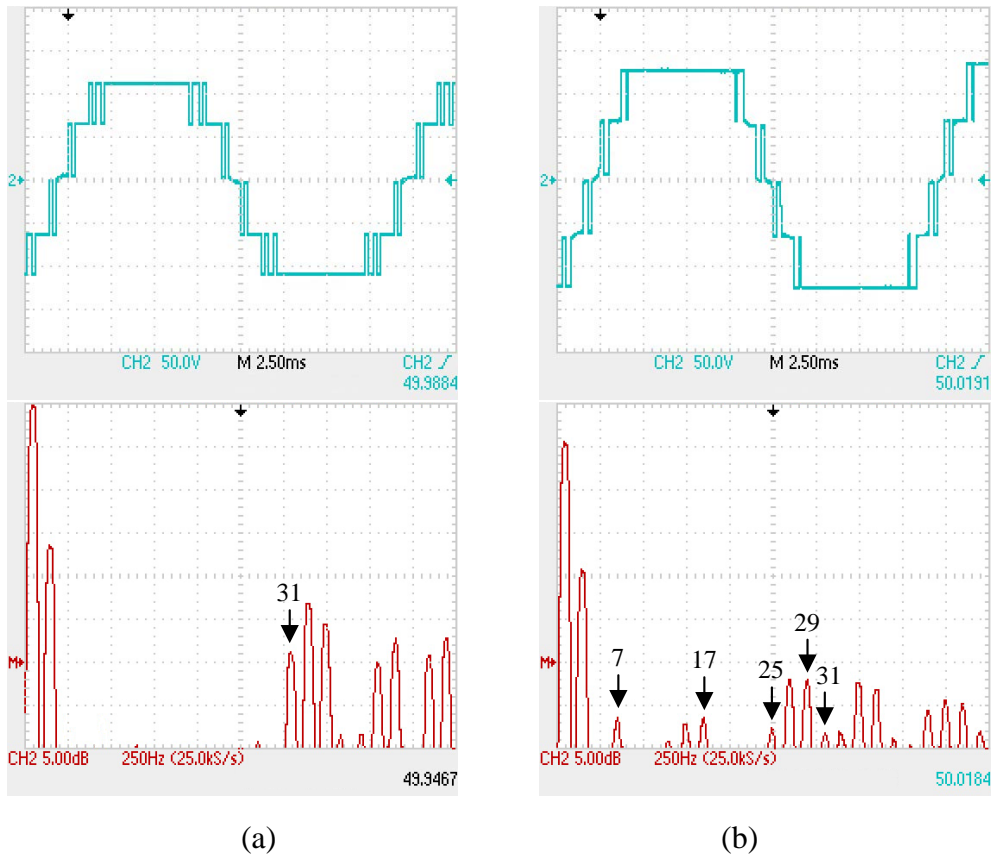 2
2
CH2 50.0V M 2.50ms CH2
49.9884
CH2 50.0V M 2.50ms CH2
50.0191
31
M
7
17
25
29
31
M
CH2 5.00dB 250Hz (25.0kS/s)
49.9467
CH2 5.00dB 250Hz (25.0kS/s)
50.0184
(a)
(b)